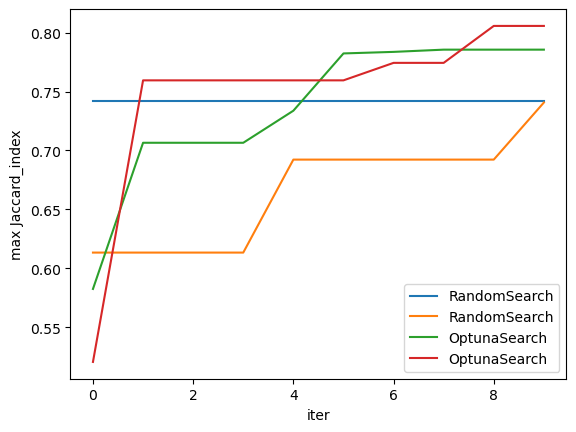 max Jaccard_index
0.80
0.75
0.70
0.65
0.60
0.55
0
2
4
6
8
iter
RandomSearch
RandomSearch
OptunaSearch
OptunaSearch